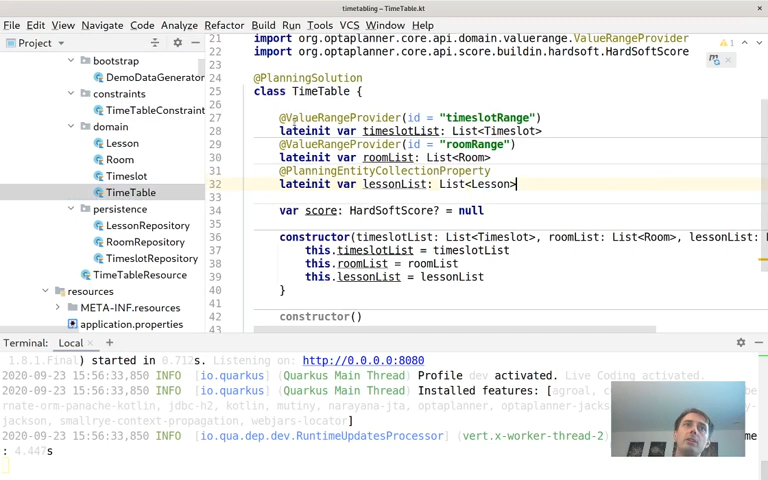 timetabling – TimeTable.kt
File Edit View Navigate Code Analyze Refactor Build Run Tools VCS Window Help
Project
bootstrap
DemoDataGenerator
constraints
TimeTableConstraint
domain
Lesson
Room
Timeslot
TimeTable
persistence
LessonRepository
RoomRepository
TimeslotRepository
TimeTableResource
resources
META-INF.resources
application.properties
21 import org.optaplanner.core.api.domain.valuerange.ValueRangeProvider
22 import org.optaplanner.core.api.score.buildin.hardsoft.HardSoftScore
23
24 @PlanningSolution
25 class TimeTable {
26
27 @ValueRangeProvider(id = "timeslotRange")
28 lateinit var timeslotList: List<Timeslot>
29 @ValueRangeProvider(id = "roomRange")
30 lateinit var roomList: List<Room>
31 @PlanningEntityCollectionProperty
32 lateinit var lessonList: List<Lesson>
33
34 var score: HardSoftScore? = null
35
36 constructor(timeslotList: List<Timeslot>, roomList: List<Room>, lessonList: L
37 this.timeslotList = timeslotList
38 this.roomList = roomList
39 this.lessonList = lessonList
40 }
41
42 constructor()
43
1
m
Terminal: Local × +
1.8.1.Final) started in 0.712s. Listening on: http://0.0.0.0:8080
2020-09-23 15:56:33,850 INFO [io.quarkus] (Quarkus Main Thread) Profile dev activated. Live Coding activated.
2020-09-23 15:56:33,850 INFO [io.quarkus] (Quarkus Main Thread) Installed features: [agroal,
rnate-orm-panache-kotlin, jdbc-h2, kotlin, mutiny, narayana-jta, optaplanner, optaplanner-jacks
-jackson, smallrye-context-propagation, webjars-locator]
2020-09-23 15:56:33,850 INFO [io.qua.dep.dev.RuntimeUpdatesProcessor] (vert.x-worker-thread-2) me
: 4.447s